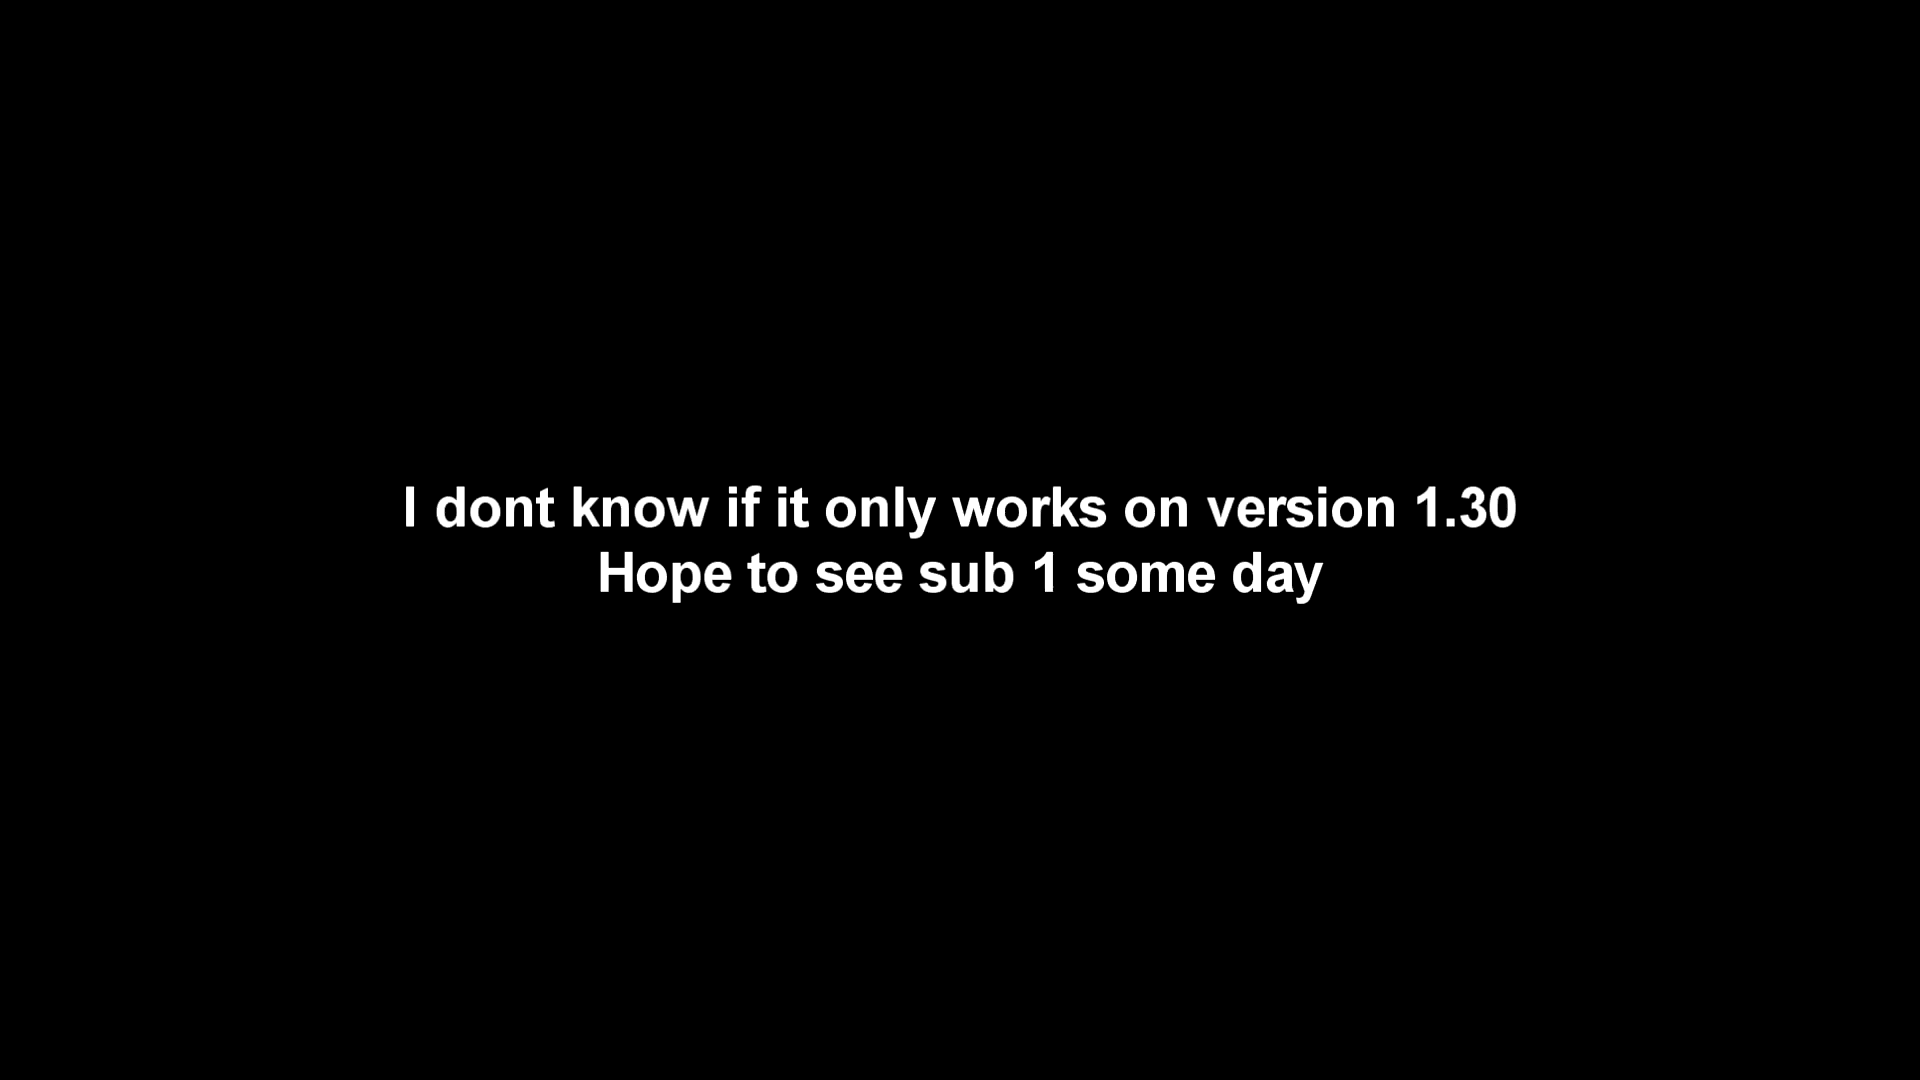 I dont know if it only works on version 1.30
Hope to see sub 1 some day